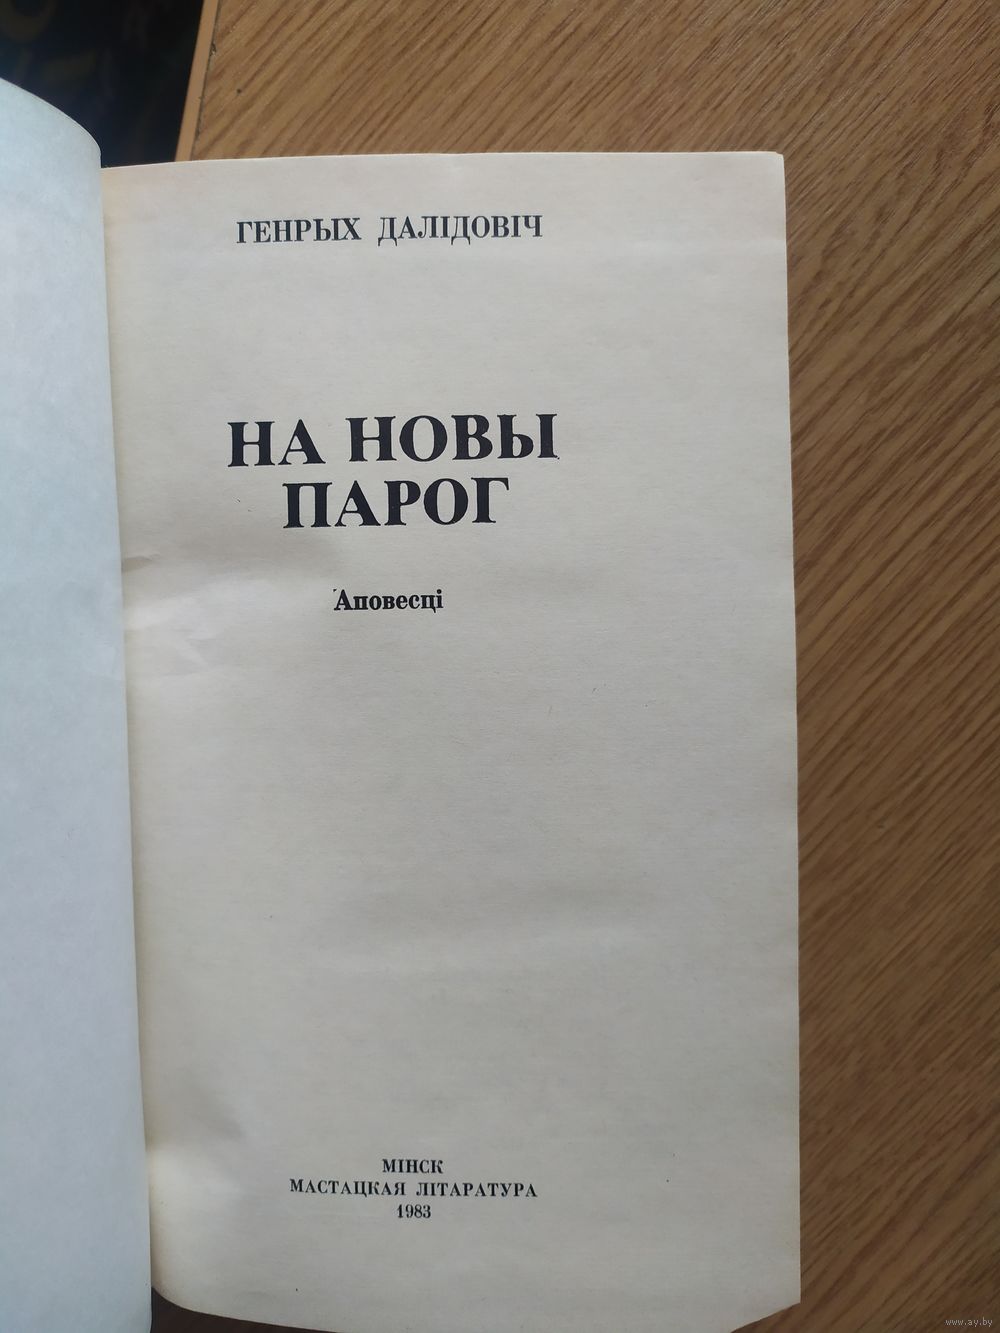 ГЕНРЫХ ДАЛІДОВІЧ
НА НОВЫ
ПАРОГ
Аповесці
МІНСК
МАСТАЦКАЯ ЛІТАРАТУРА
1983
www.ay.by